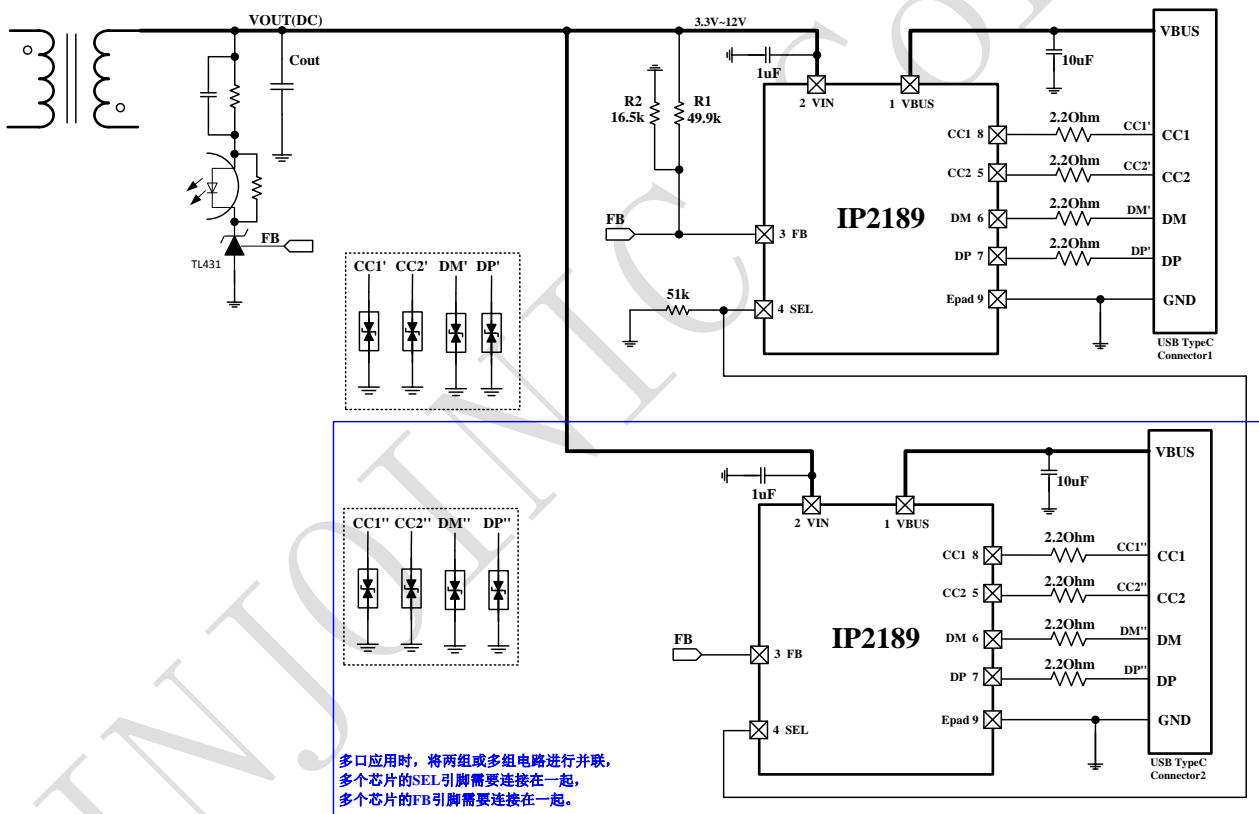 VOUT(DC)
3.3V~12V
Cout
FB
TL431
1uF
R2
16.5k
R1
49.9k
FB
51k
2 VIN
1 VBUS
3 FB
4 SEL
IP2189
CC1 8
CC2 5
DM 6
DP 7
Epad 9
10uF
2.2Ohm
2.2Ohm
2.2Ohm
2.2Ohm
CC1'
CC2'
DM'
DP'
VBUS
CC1
CC2
DM
DP
GND
USB TypeC
Connector1
CC1' CC2' DM' DP'
CC1'' CC2'' DM'' DP''
1uF
FB
2 VIN
1 VBUS
3 FB
4 SEL
IP2189
CC1 8
CC2 5
DM 6
DP 7
Epad 9
10uF
2.2Ohm
2.2Ohm
2.2Ohm
2.2Ohm
CC1''
CC2''
DM''
DP''
VBUS
CC1
CC2
DM
DP
GND
USB TypeC
Connector2
多口应用时，将两组或多组电路进行并联，
多个芯片的SEL引脚需要连接在一起，
多个芯片的FB引脚需要连接在一起。
INJOINIC Co